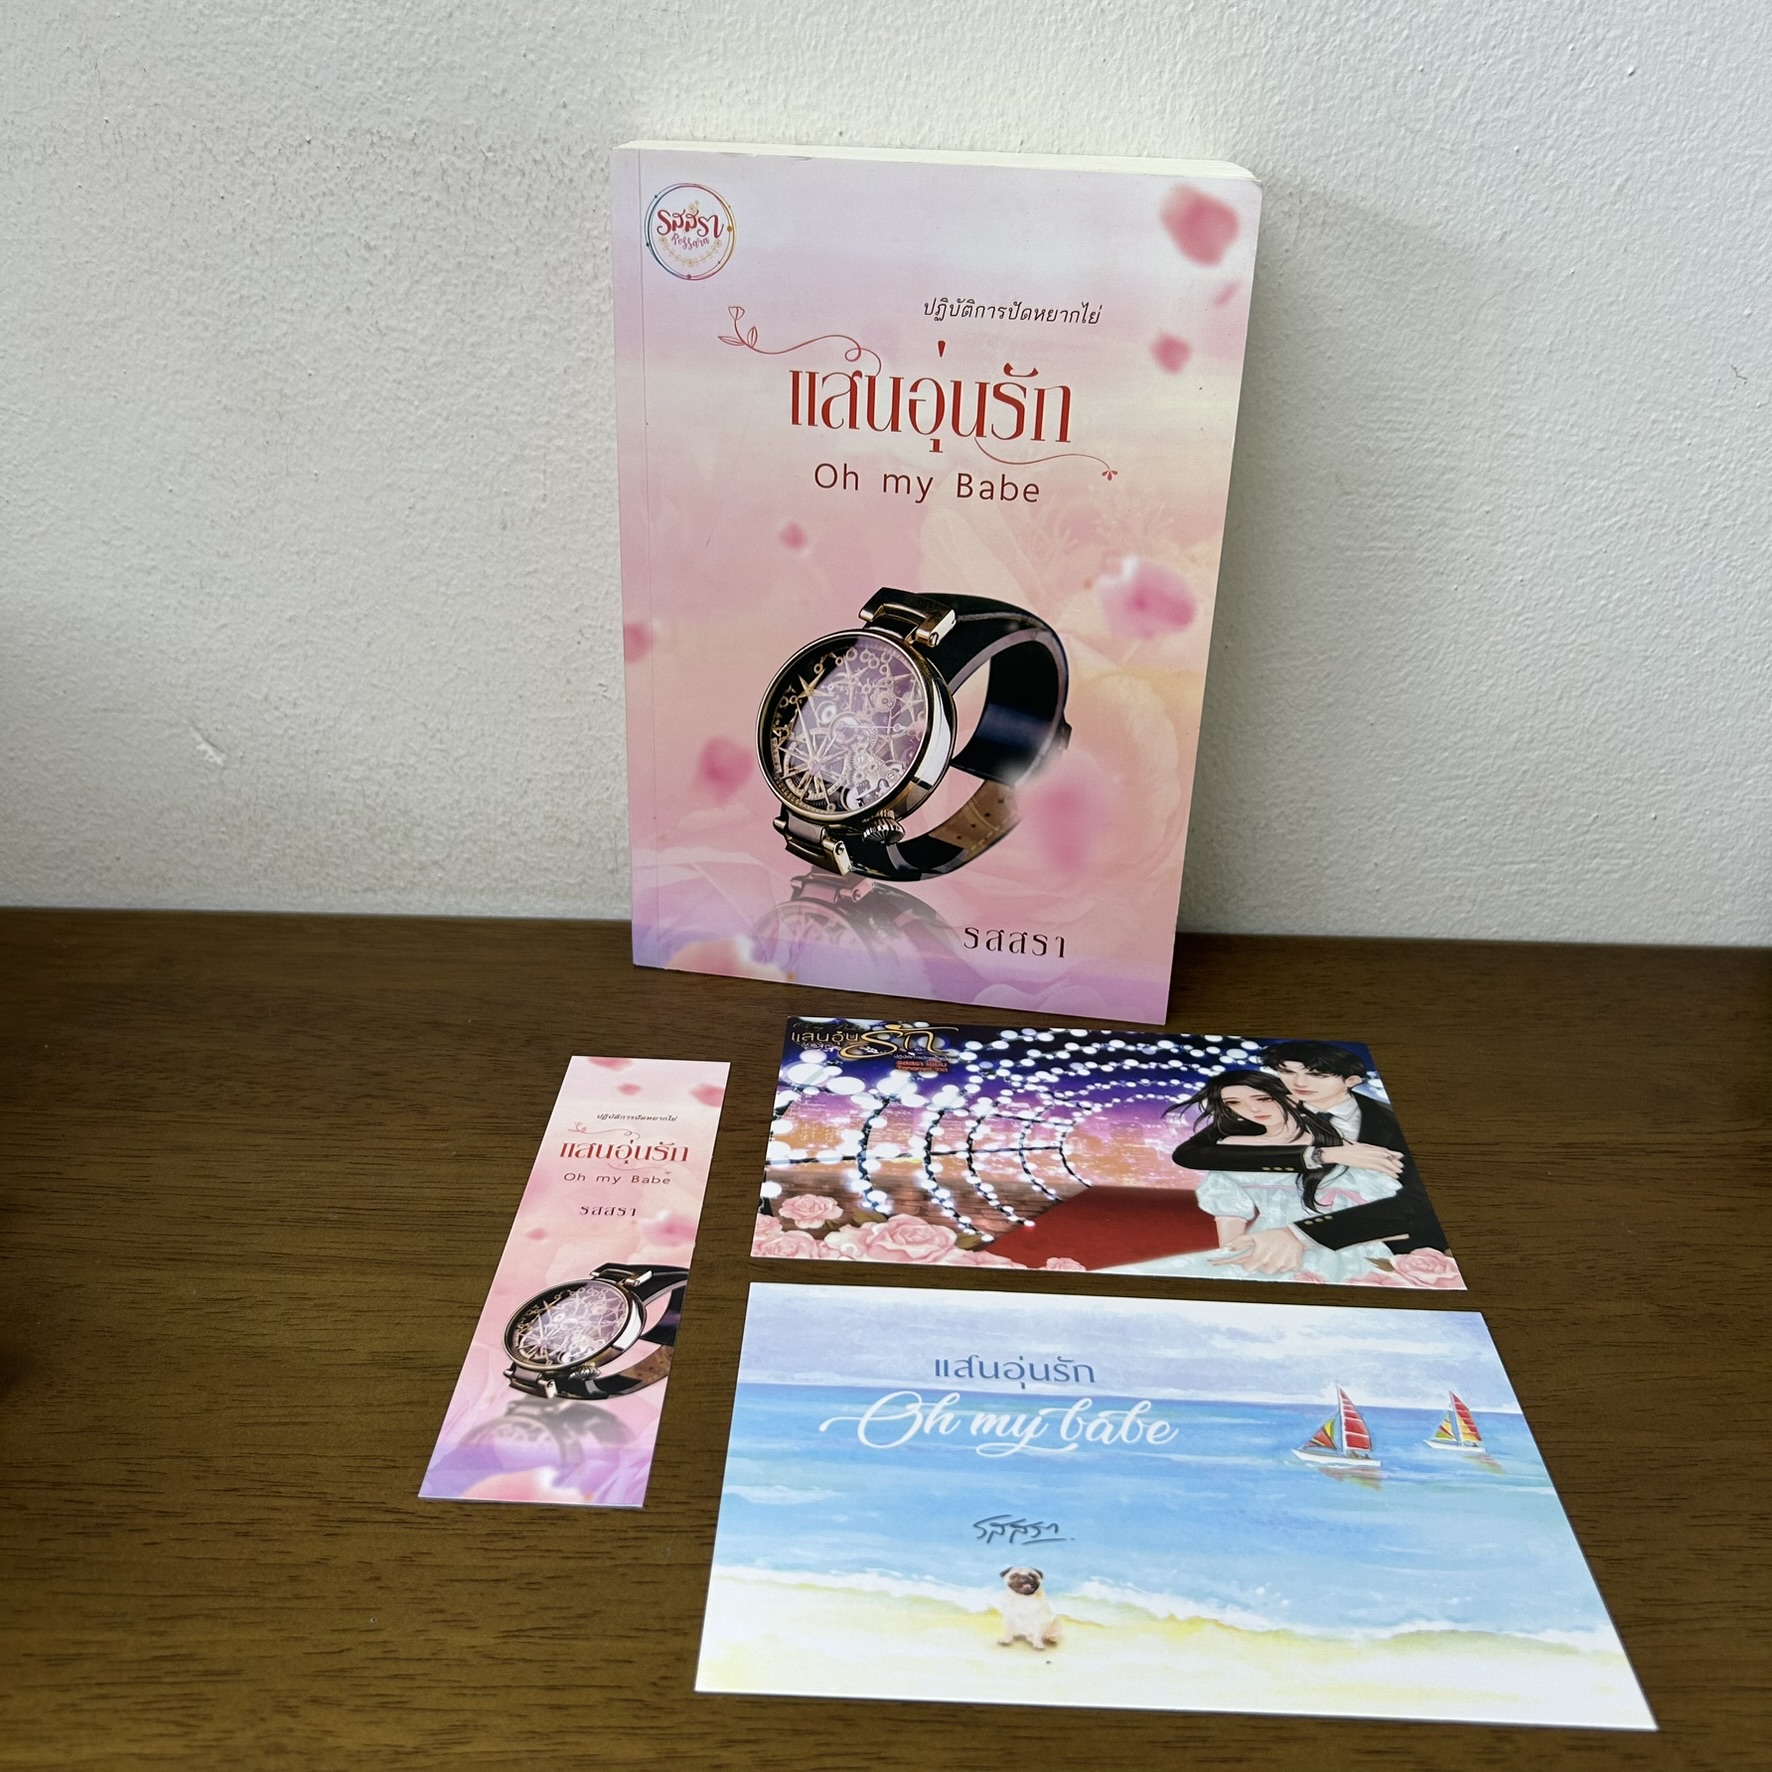 รสสรา
Rossara
ปฏิบัติการปัดหยากไย่
แสนอุ่นรัก
Oh my Babe
รสสรา
ปฏิบัติการปัดหยากไย่
แสนอุ่นรัก
Oh my Babe
รสสรา
แสนอุ่นรัก
แสนอุ่นรัก
Oh my babe
รสสรา